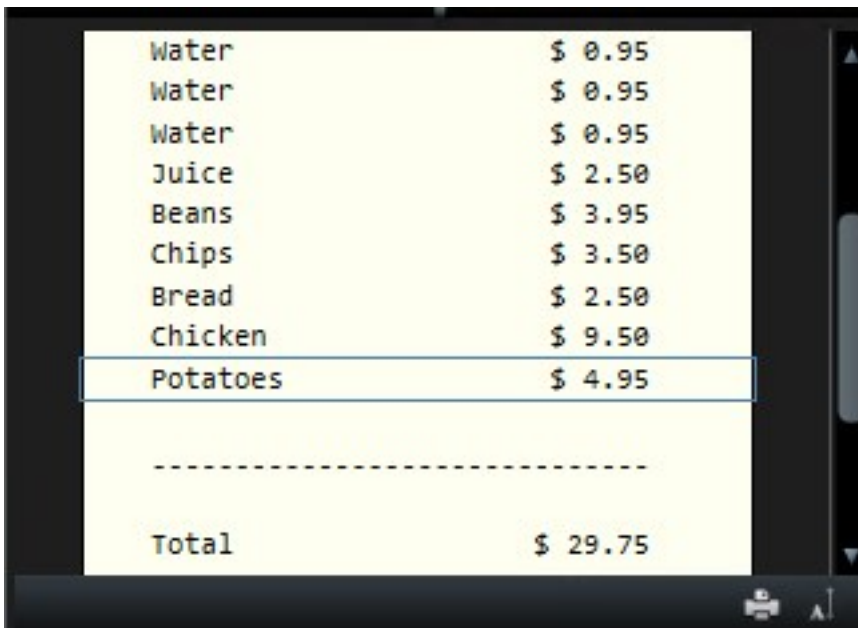 Water $ 0.95
Water $ 0.95
Water $ 0.95
Juice $ 2.50
Beans $ 3.95
Chips $ 3.50
Bread $ 2.50
Chicken $ 9.50
Potatoes $ 4.95
-------------------------------
Total $ 29.75
A